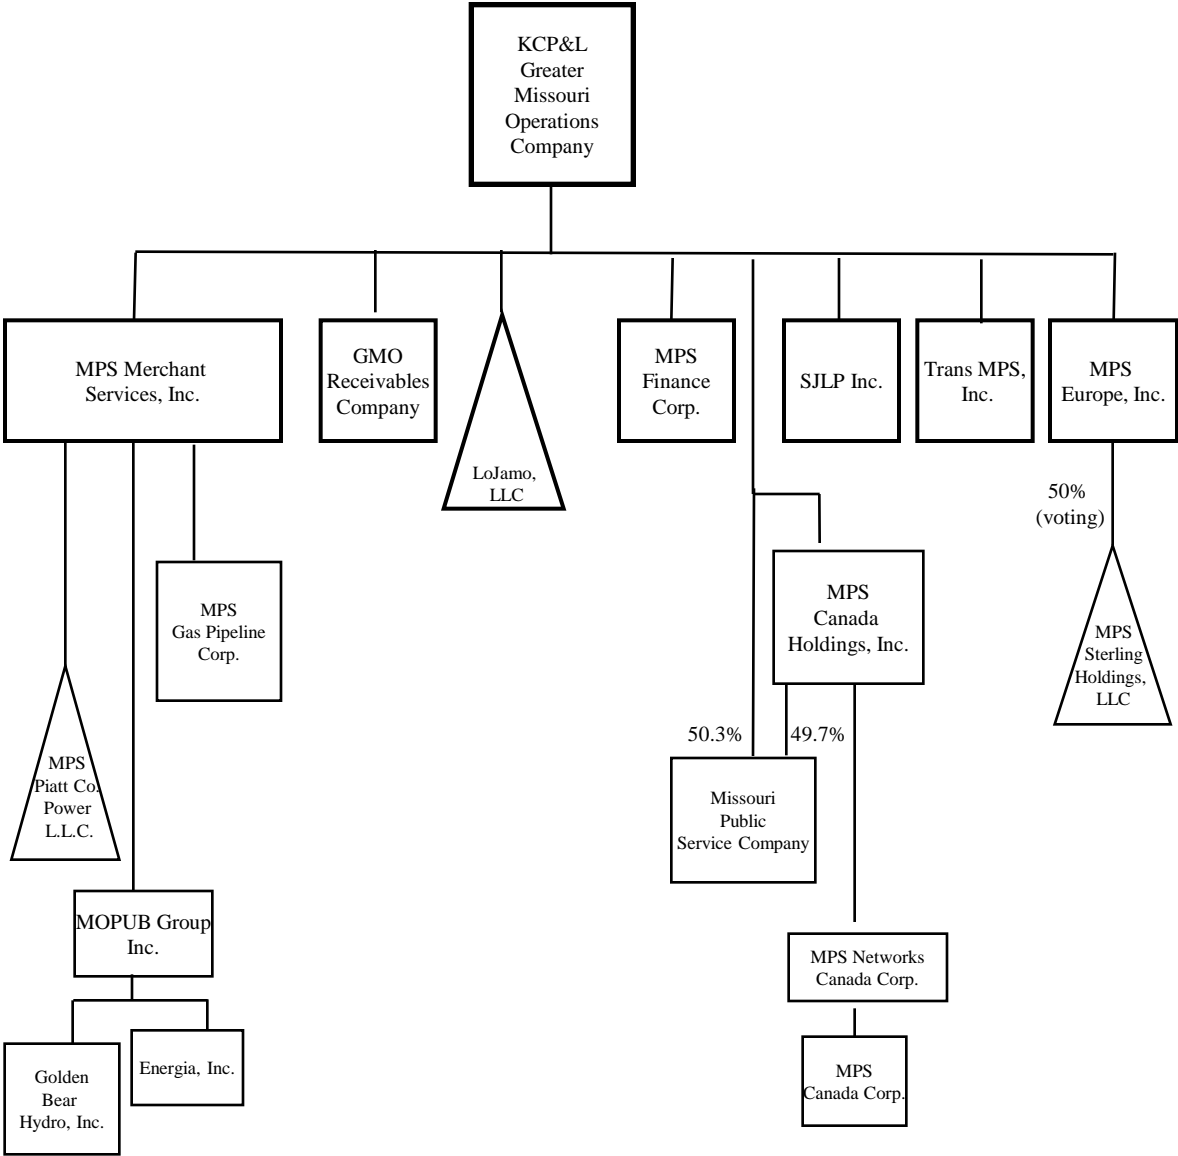 KCP&L
Greater
Missouri
Operations
Company
MPS Merchant
Services, Inc.
GMO
Receivables
Company
LoJamo,
LLC
MPS
Finance
Corp.
SJLP Inc.
Trans MPS,
Inc.
MPS
Europe, Inc.
50%
(voting)
MPS
Gas Pipeline
Corp.
MPS
Canada
Holdings, Inc.
MPS
Sterling
Holdings,
LLC
50.3%
49.7%
MPS
Piatt Co.
Power
L.L.C.
Missouri
Public
Service Company
MOPUB Group
Inc.
MPS Networks
Canada Corp.
Golden
Bear
Hydro, Inc.
Energia, Inc.
MPS
Canada Corp.